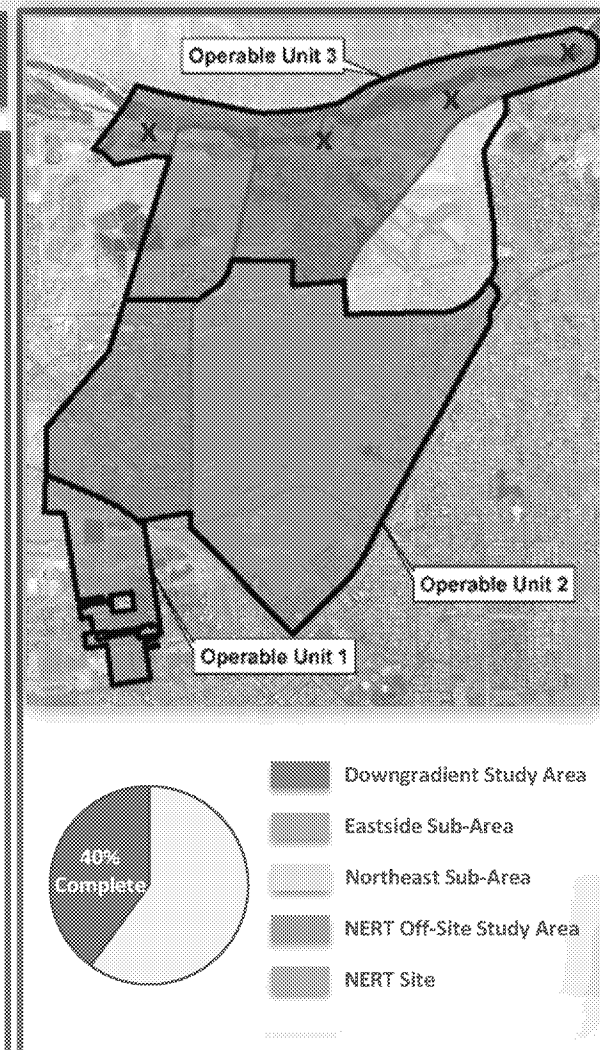 Operable Unit 3
X
X
X
X
Operable Unit 2
Operable Unit 1
40%
Complete
Downgradient Study Area
Eastside Sub-Area
Northeast Sub-Area
NERT Off-Site Study Area
NERT Site